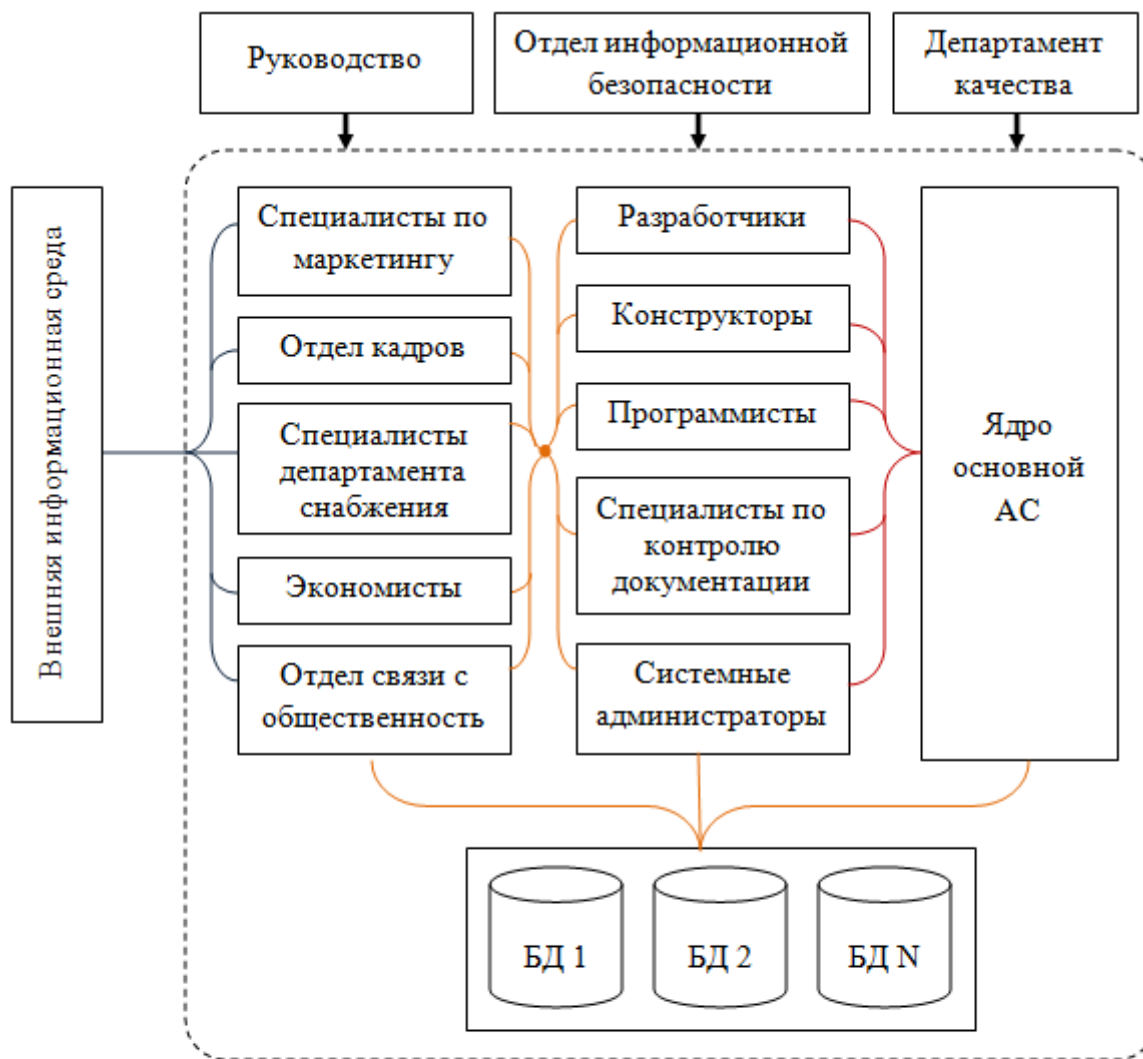 Руководство
Отдел информационной
безопасности
Департамент
качества
Внешняя информационная среда
Специалисты по
маркетингу
Отдел кадров
Специалисты
департамента
снабжения
Экономисты
Отдел связи с
общественность
Разработчики
Конструкторы
Программисты
Специалисты по
контролю
документации
Системные
администраторы
Ядро
основной
АС
БД 1
БД 2
БД N